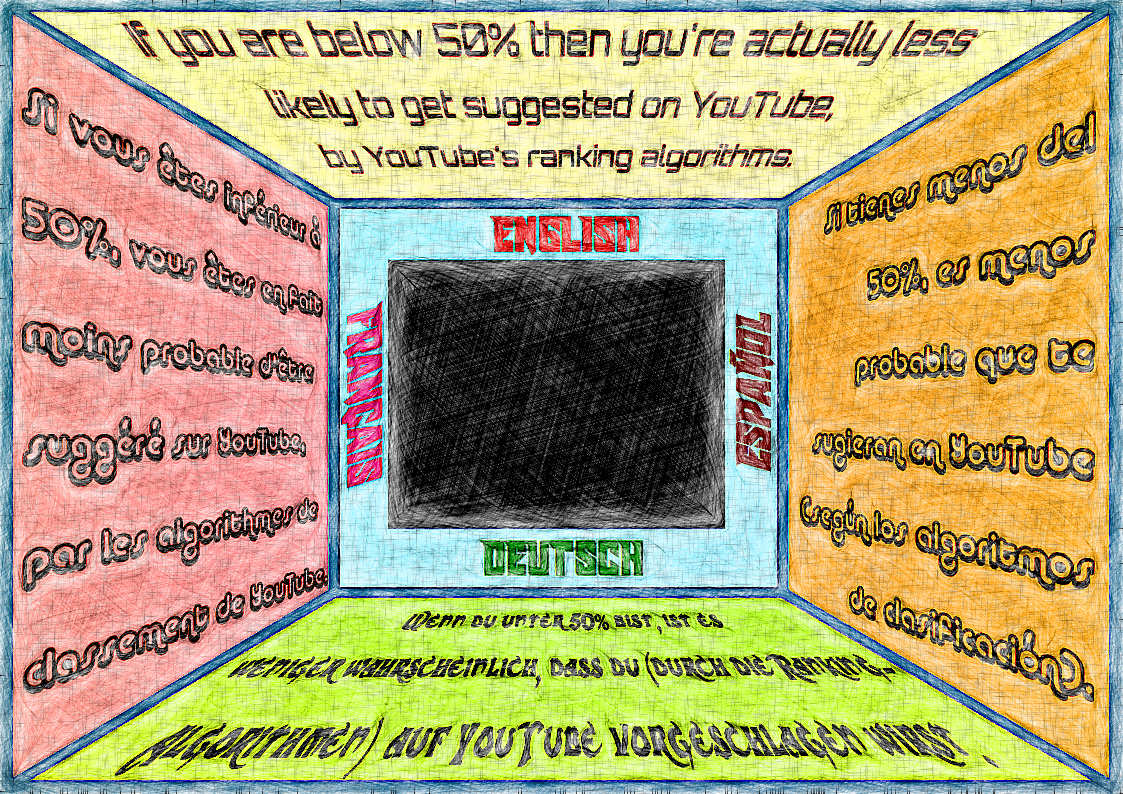 If you are below 50% then you're actually less
likely to get suggested on YouTube,
by YouTube's ranking algorithms.
Si vous êtes inférieur à
50%, vous êtes en fait
moins probable d'être
suggéré sur YouTube,
par les algorithmes de
classement de YouTube.
ENGLISH
FRANÇAIS
ESPAÑOL
DEUTSCH
Si tienes menos del
50%, es menos
probable que te
sugieran en YouTube
(según los algoritmos
de clasificación).
Wenn du unter 50% bist, ist es
weniger wahrscheinlich, dass du (durch die Ranking-
Algorithmen) auf YouTube vorgeschlagen wirst.